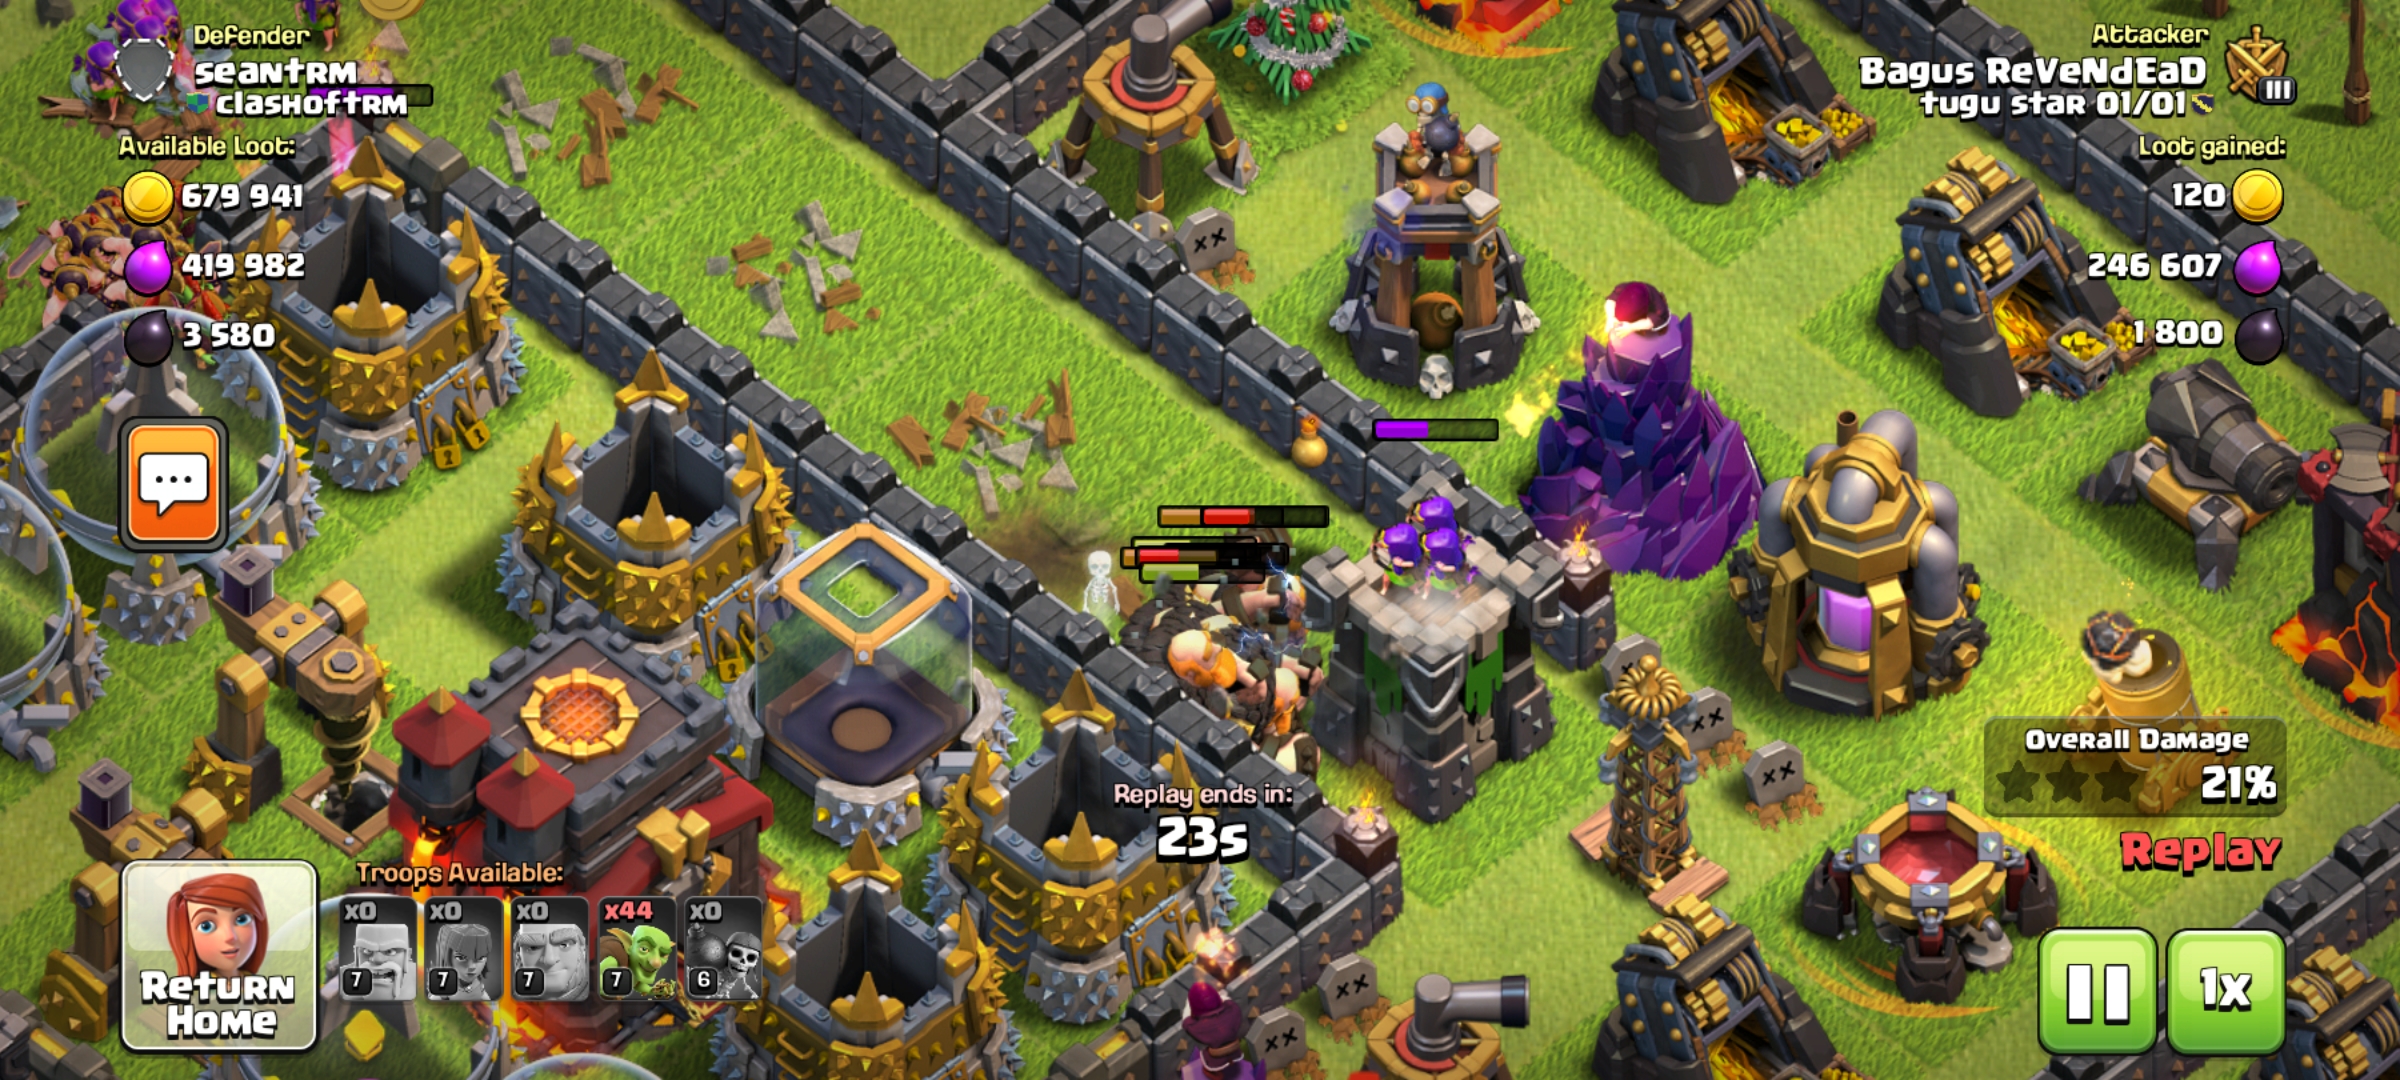 Defender
seantRM
clashoftRM
Available Loot:
679 941
419 982
3 580
Attacker
Bagus ReVeNdEaD
tugu star 01/01
III
Loot gained:
120
246 607
1 800
Overall Damage
21%
Replay
Replay ends in:
23s
Troops Available:
x0 x0 x0 x44 x0
7 7 7 7 6
Return
Home
1x